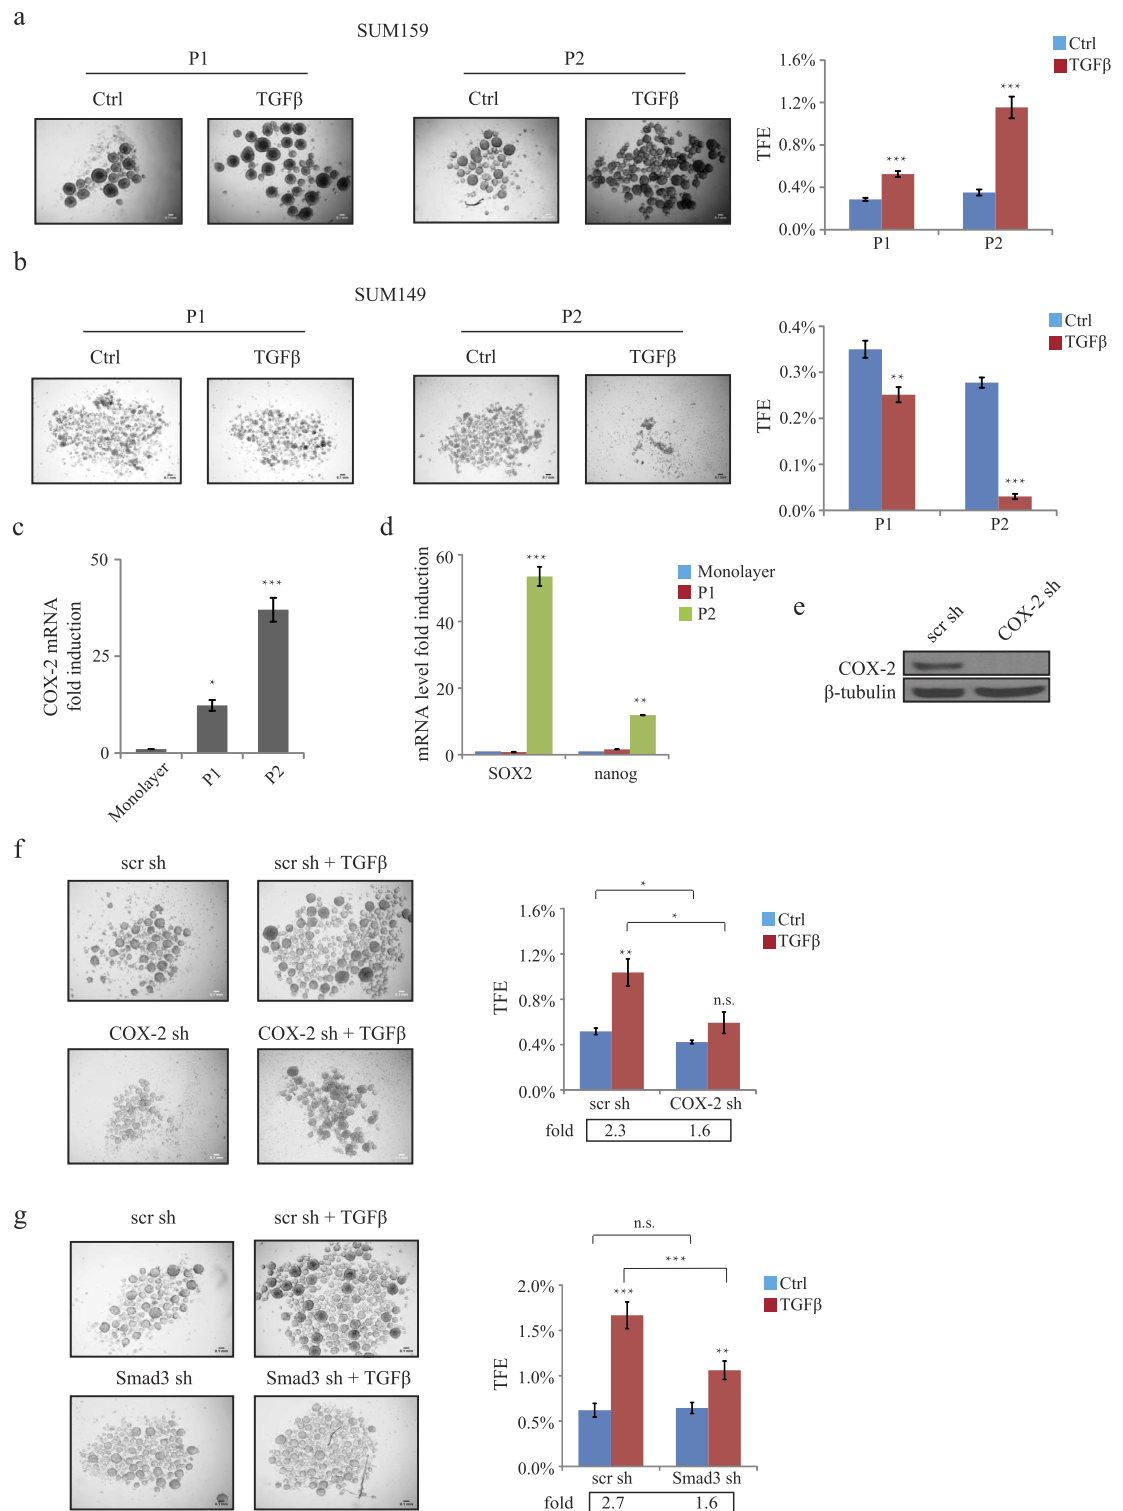 a
SUM159
P1
P2
Ctrl
TGFβ
Ctrl
TGFβ
Ctrl
TGFβ
1.6%
1.2%
0.8%
0.4%
0.0%
TFE
***
***
P1
P2
b
SUM149
P1
P2
Ctrl
TGFβ
Ctrl
TGFβ
Ctrl
TGFβ
0.4%
0.3%
0.2%
0.1%
0.0%
TFE
**
***
P1
P2
c
50
25
0
COX-2 mRNA
fold induction
*
***
Monolayer
P1
P2
d
60
40
20
0
mRNA level fold induction
***
**
SOX2
nanog
Monolayer
P1
P2
e
scr sh
COX-2 sh
COX-2
β-tubulin
f
scr sh
scr sh + TGFβ
COX-2 sh
COX-2 sh + TGFβ
1.6%
1.2%
0.8%
0.4%
0.0%
TFE
*
*
**
n.s.
Ctrl
TGFβ
scr sh
COX-2 sh
fold
2.3
1.6
g
scr sh
scr sh + TGFβ
Smad3 sh
Smad3 sh + TGFβ
n.s.
***
***
**
2.0%
1.5%
1.0%
0.5%
0.0%
TFE
Ctrl
TGFβ
scr sh
Smad3 sh
fold
2.7
1.6